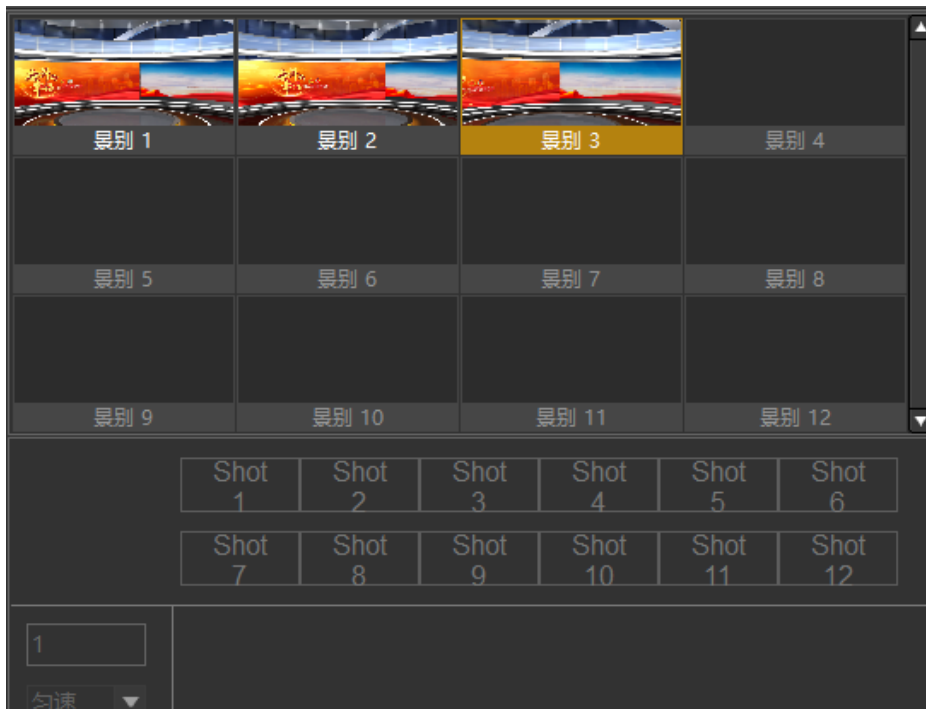 景别 1
景别 2
景别 3
景别 4
景别 5
景别 6
景别 7
景别 8
景别 9
景别 10
景别 11
景别 12
Shot
1
Shot
2
Shot
3
Shot
4
Shot
5
Shot
6
Shot
7
Shot
8
Shot
9
Shot
10
Shot
11
Shot
12
1
匀速